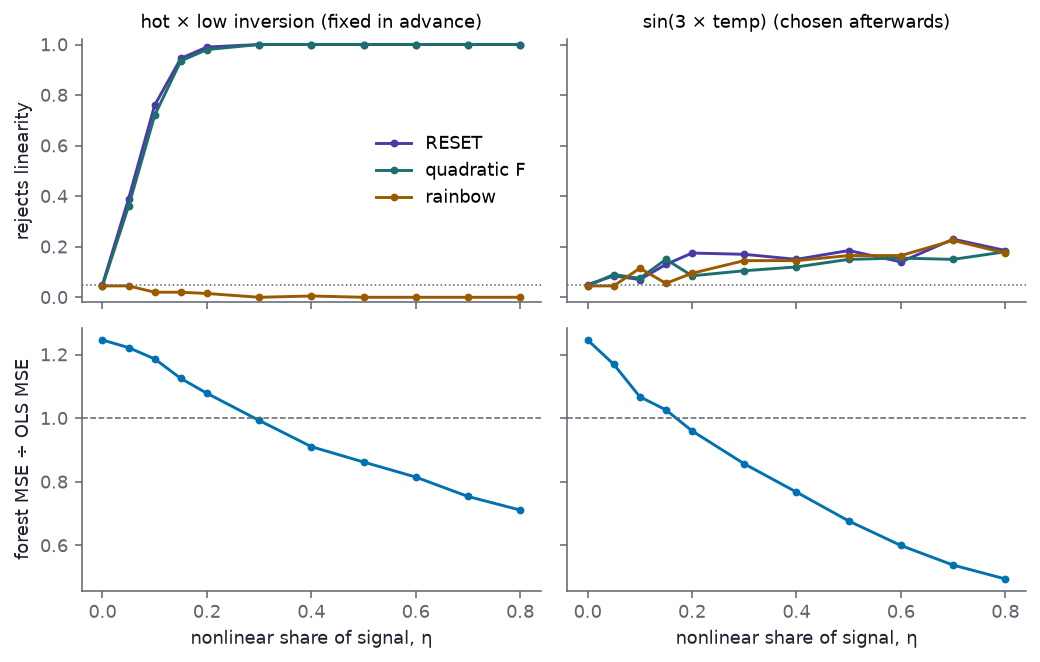 hot × low inversion (fixed in advance)
sin(3 × temp) (chosen afterwards)
rejects linearity
1.0
0.8
0.6
0.4
0.2
0.0
RESET
quadratic F
rainbow
forest MSE ÷ OLS MSE
1.2
1.0
0.8
0.6
0.0 0.2 0.4 0.6 0.8
0.0 0.2 0.4 0.6 0.8
nonlinear share of signal, η
nonlinear share of signal, η